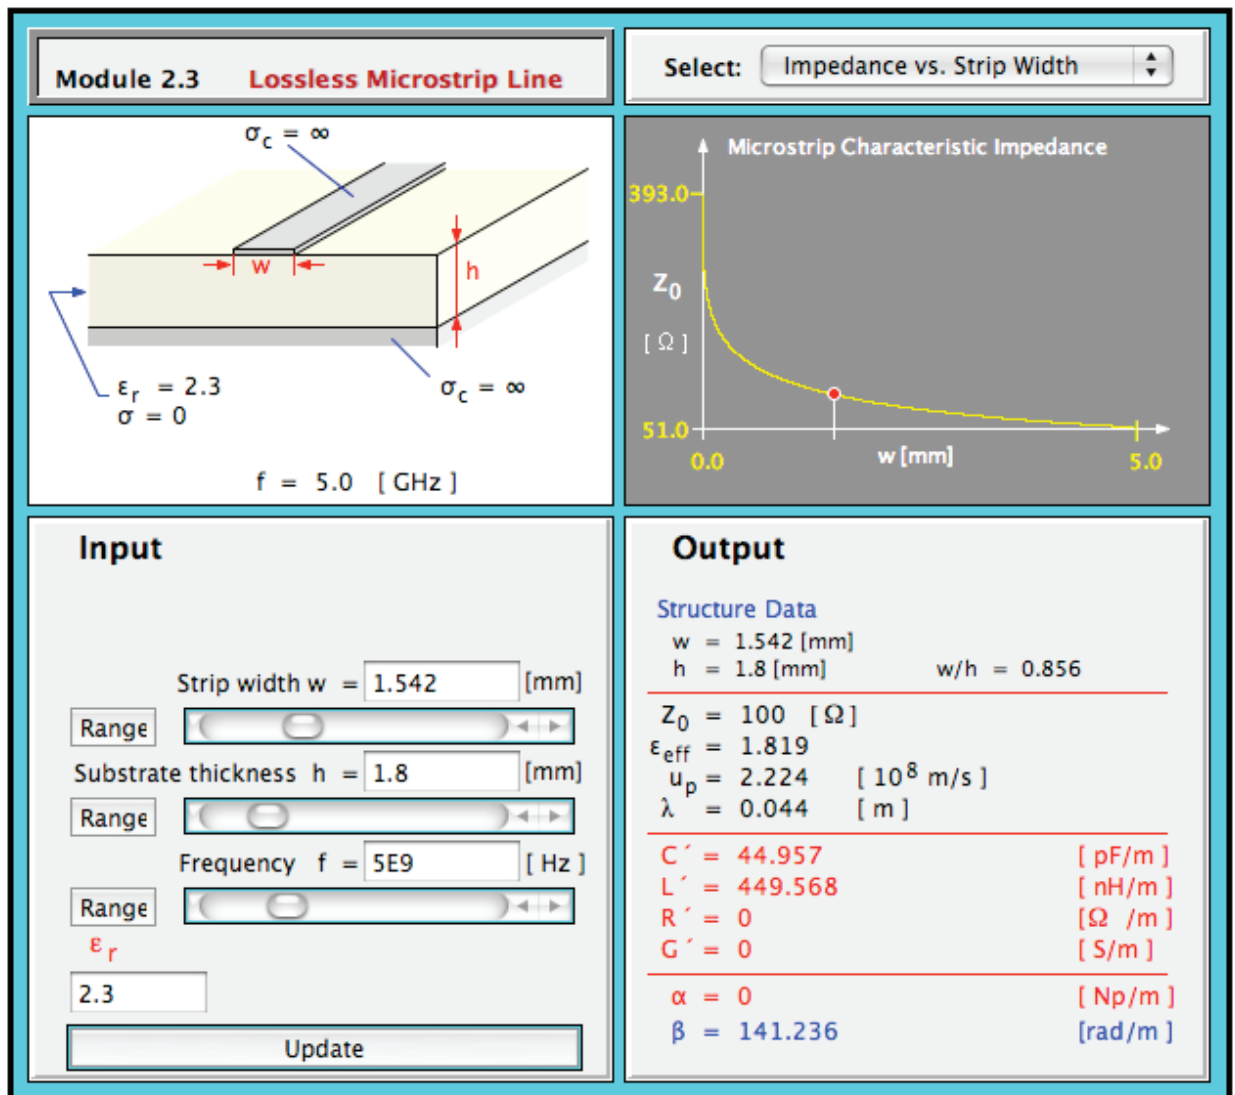 Module 2.3 Lossless Microstrip Line
Select: Impedance vs. Strip Width
σc = ∞
w
h
εr = 2.3
σ = 0
σc = ∞
f = 5.0 [ GHz ]
Microstrip Characteristic Impedance
393.0
Z0
[ Ω ]
51.0
0.0
w [mm]
5.0
Input
Strip width w = 1.542 [mm]
Range
Substrate thickness h = 1.8 [mm]
Range
Frequency f = 5E9 [ Hz ]
Range
εr
2.3
Update
Output
Structure Data
w = 1.542 [mm]
h = 1.8 [mm] w/h = 0.856
Z0 = 100 [ Ω ]
εeff = 1.819
up = 2.224 [ 10^8 m/s ]
λ = 0.044 [ m ]
C´ = 44.957 [ pF/m ]
L´ = 449.568 [ nH/m ]
R´ = 0 [Ω /m ]
G´ = 0 [ S/m ]
α = 0 [ Np/m ]
β = 141.236 [rad/m ]